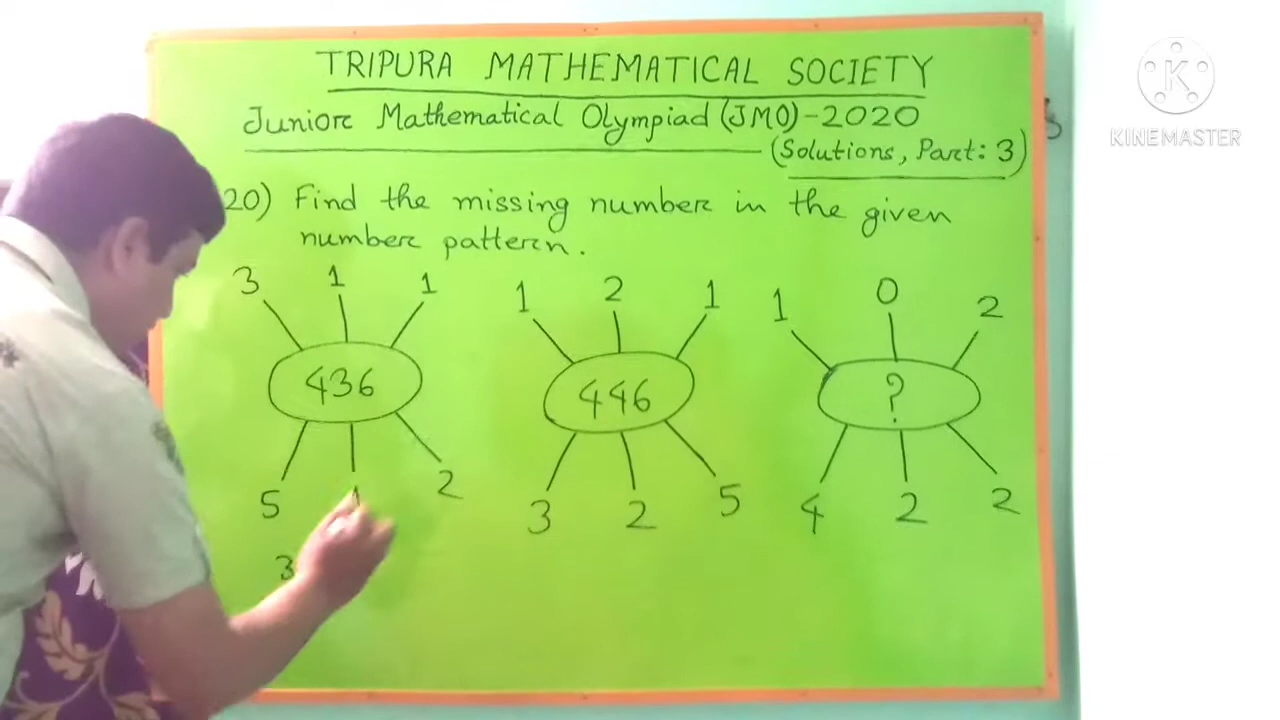 TRIPURA MATHEMATICAL SOCIETY
Junior Mathematical Olympiad (JMO)-2020
(Solutions, Part: 3)
20) Find the missing number in the given
number pattern.
3 1 1 1 2 1 1 0 2
436 446 ?
5 1 2 3 2 5 4 2 2
3
KINEMASTER